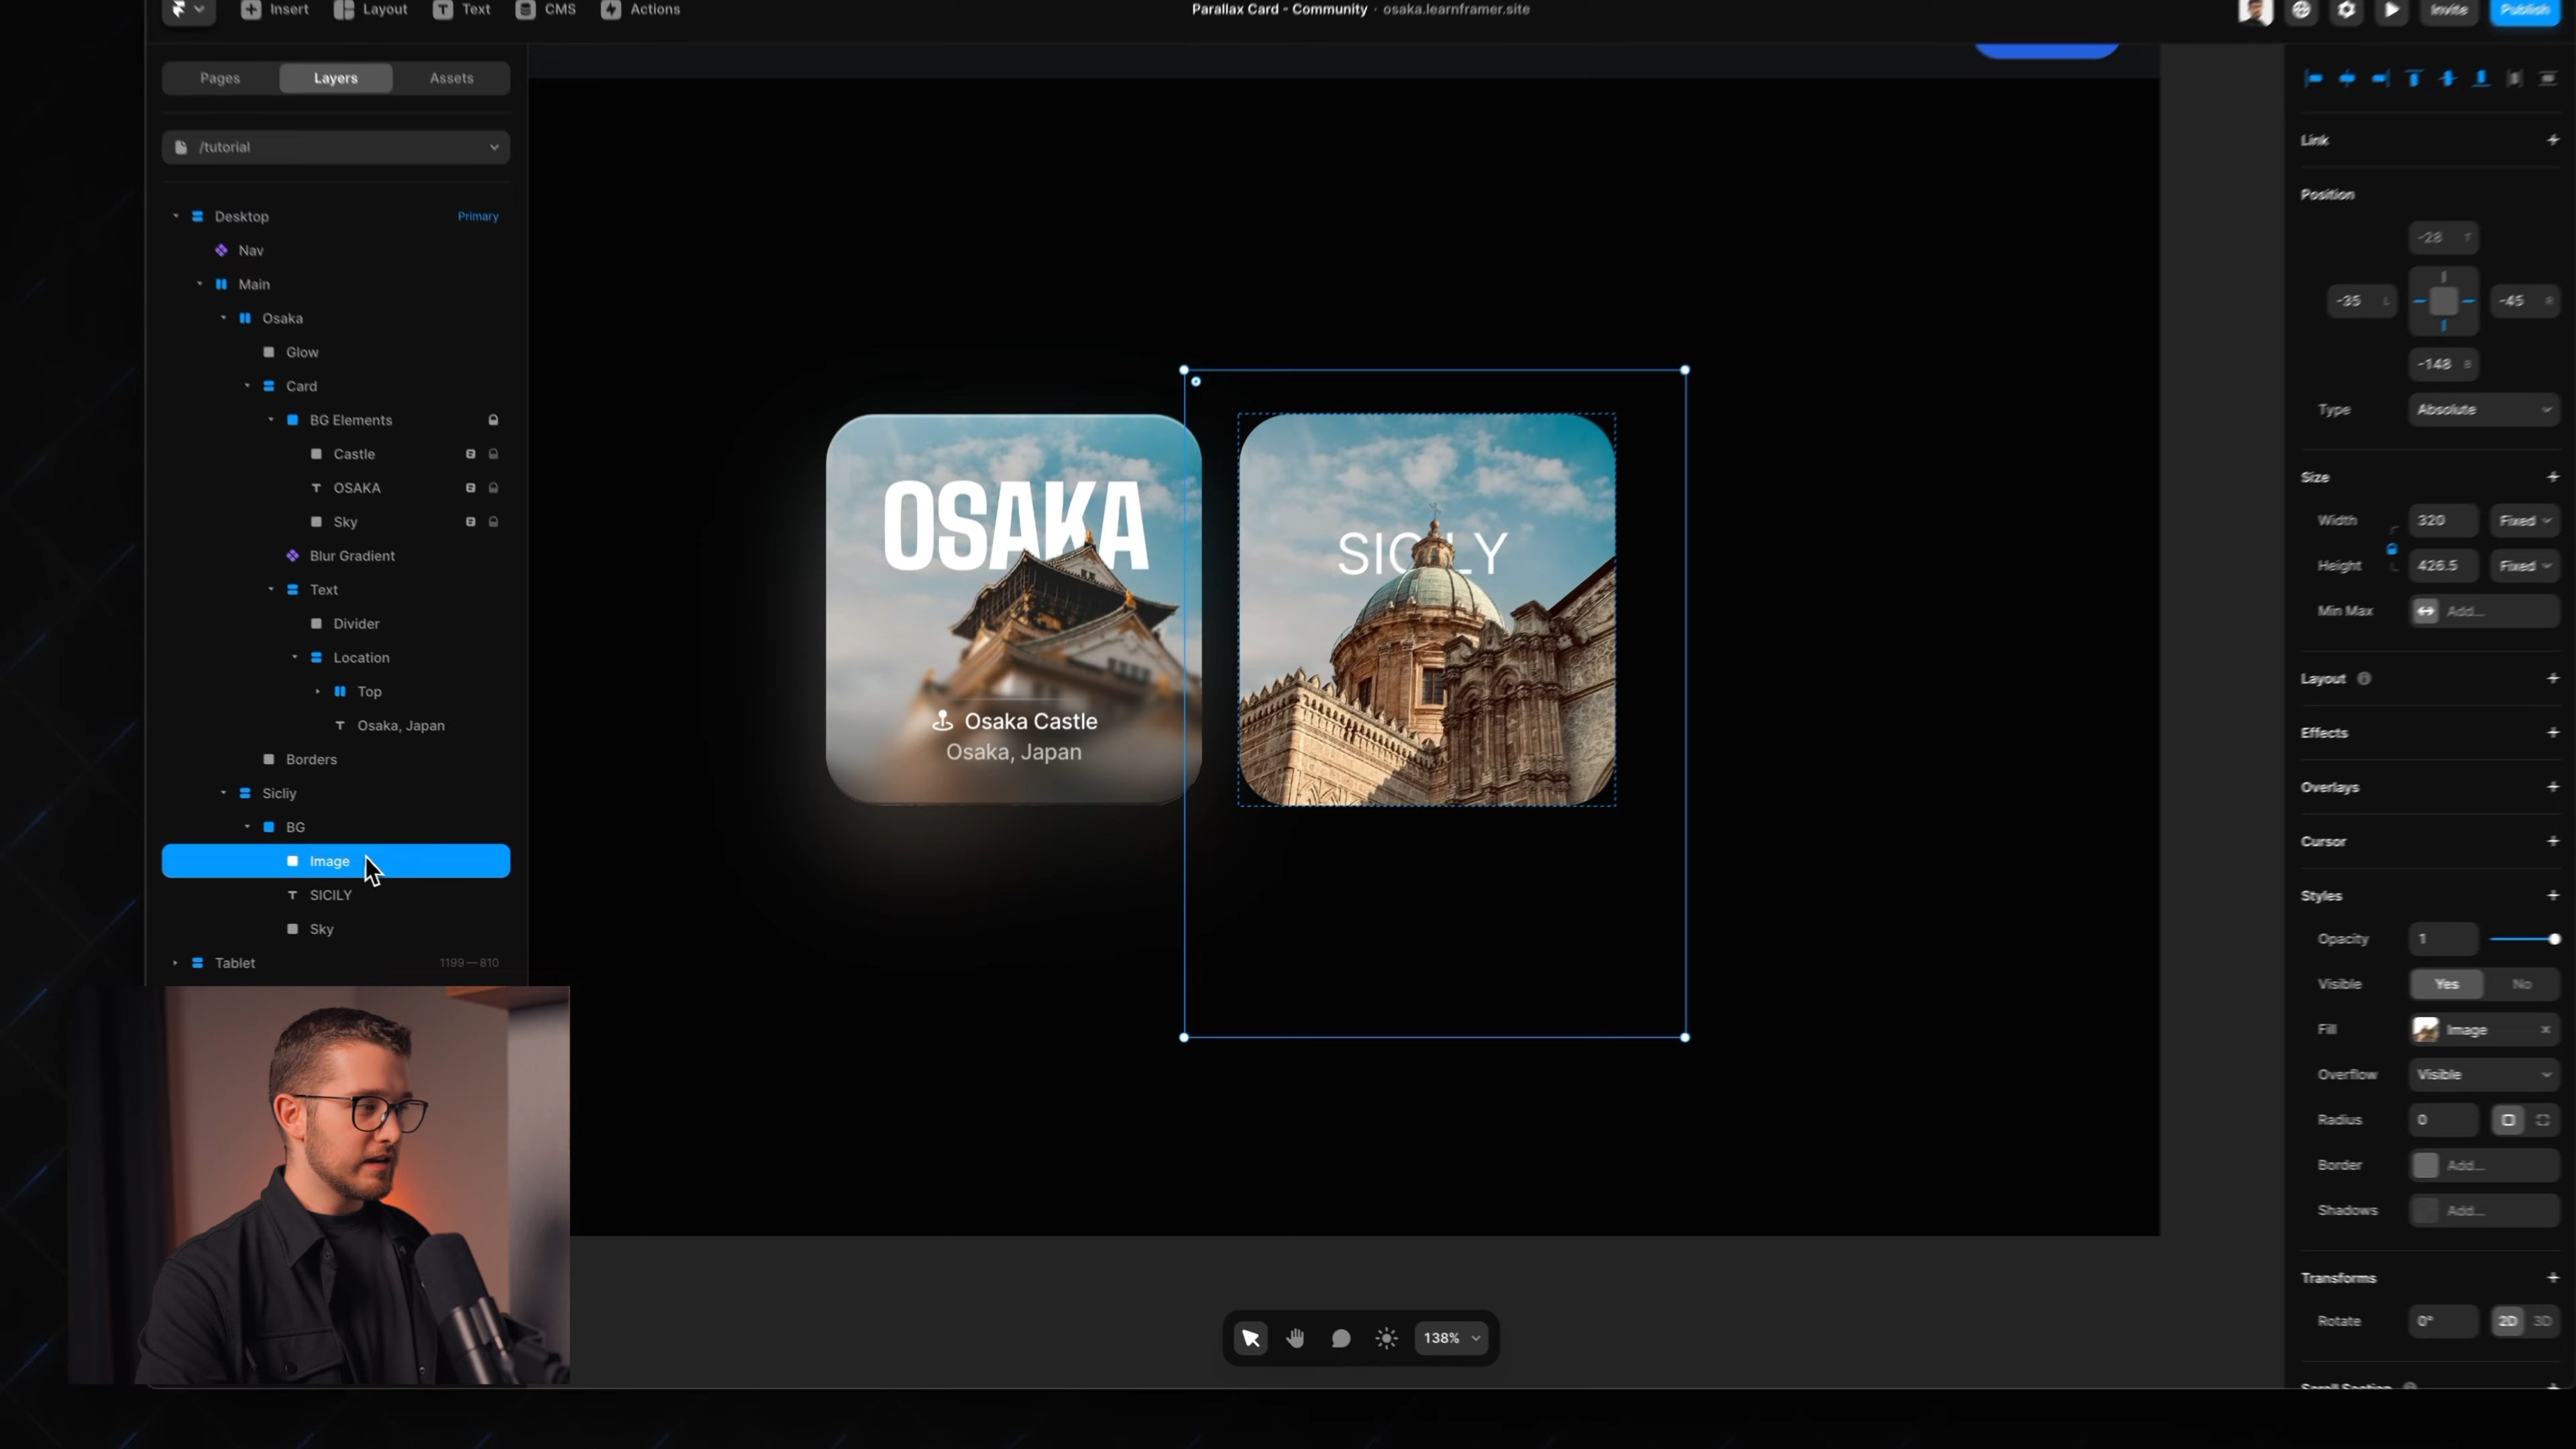 Insert Layout Text CMS Actions
Parallax Card - Community · osaka.learnframer.site
Invite Publish
Pages Layers Assets
/tutorial
Desktop Primary
Nav
Main
Osaka
Glow
Card
BG Elements
Castle
OSAKA
Sky
Blur Gradient
Text
Divider
Location
Top
Osaka, Japan
Borders
Sicliy
BG
Image
SICILY
Sky
Tablet 1199 — 810
OSAKA
Osaka Castle
Osaka, Japan
SICILY
138%
Link
Position
-28 T
-35 L -45 R
-148 B
Type Absolute
Size
Width 320 Fixed
Height 426.5 Fixed
Min Max Add...
Layout
Effects
Overlays
Cursor
Styles
Opacity 1
Visible Yes No
Fill Image
Overflow Visible
Radius 0
Border Add...
Shadows Add...
Transforms
Rotate 0° 2D 3D
Scroll Section